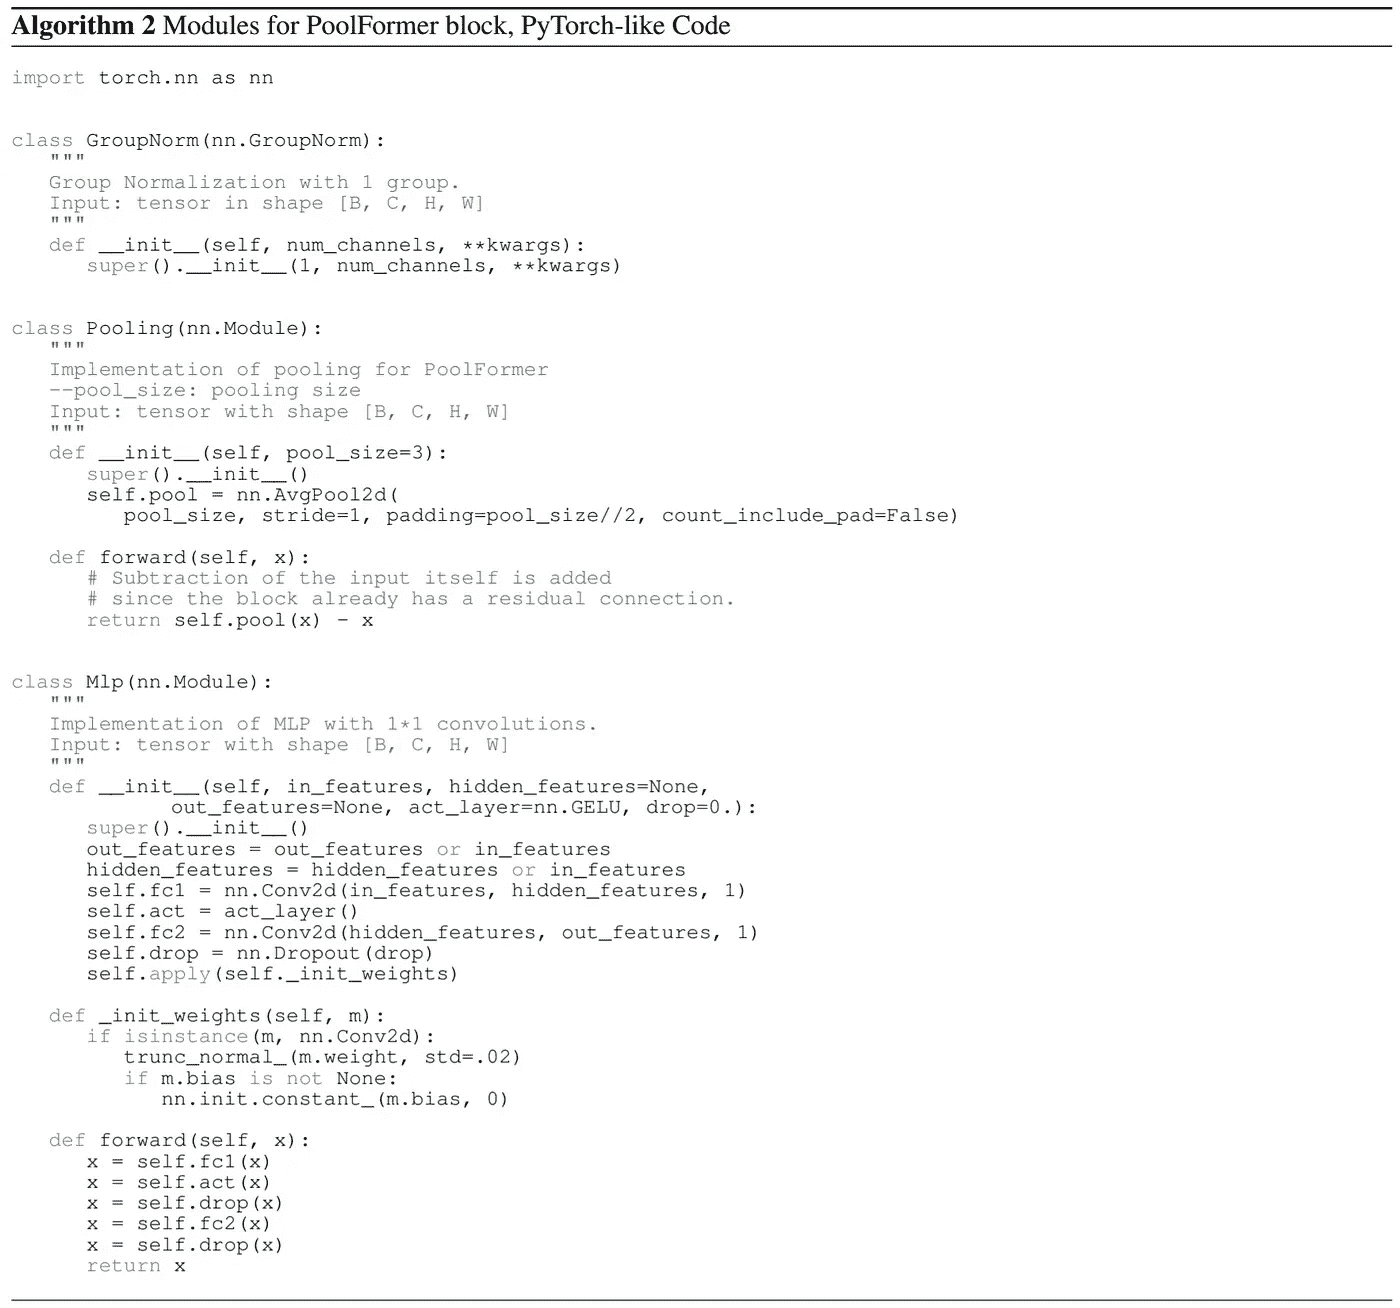 Algorithm 2 Modules for PoolFormer block, PyTorch-like Code
import torch.nn as nn
class GroupNorm(nn.GroupNorm):
"""
Group Normalization with 1 group.
Input: tensor in shape [B, C, H, W]
"""
def __init__(self, num_channels, **kwargs):
super().__init__(1, num_channels, **kwargs)
class Pooling(nn.Module):
"""
Implementation of pooling for PoolFormer
--pool_size: pooling size
Input: tensor with shape [B, C, H, W]
"""
def __init__(self, pool_size=3):
super().__init__()
self.pool = nn.AvgPool2d(
pool_size, stride=1, padding=pool_size//2, count_include_pad=False)
def forward(self, x):
# Subtraction of the input itself is added
# since the block already has a residual connection.
return self.pool(x) - x
class Mlp(nn.Module):
"""
Implementation of MLP with 1*1 convolutions.
Input: tensor with shape [B, C, H, W]
"""
def __init__(self, in_features, hidden_features=None,
out_features=None, act_layer=nn.GELU, drop=0.):
super().__init__()
out_features = out_features or in_features
hidden_features = hidden_features or in_features
self.fc1 = nn.Conv2d(in_features, hidden_features, 1)
self.act = act_layer()
self.fc2 = nn.Conv2d(hidden_features, out_features, 1)
self.drop = nn.Dropout(drop)
self.apply(self._init_weights)
def _init_weights(self, m):
if isinstance(m, nn.Conv2d):
trunc_normal_(m.weight, std=.02)
if m.bias is not None:
nn.init.constant_(m.bias, 0)
def forward(self, x):
x = self.fc1(x)
x = self.act(x)
x = self.drop(x)
x = self.fc2(x)
x = self.drop(x)
return x